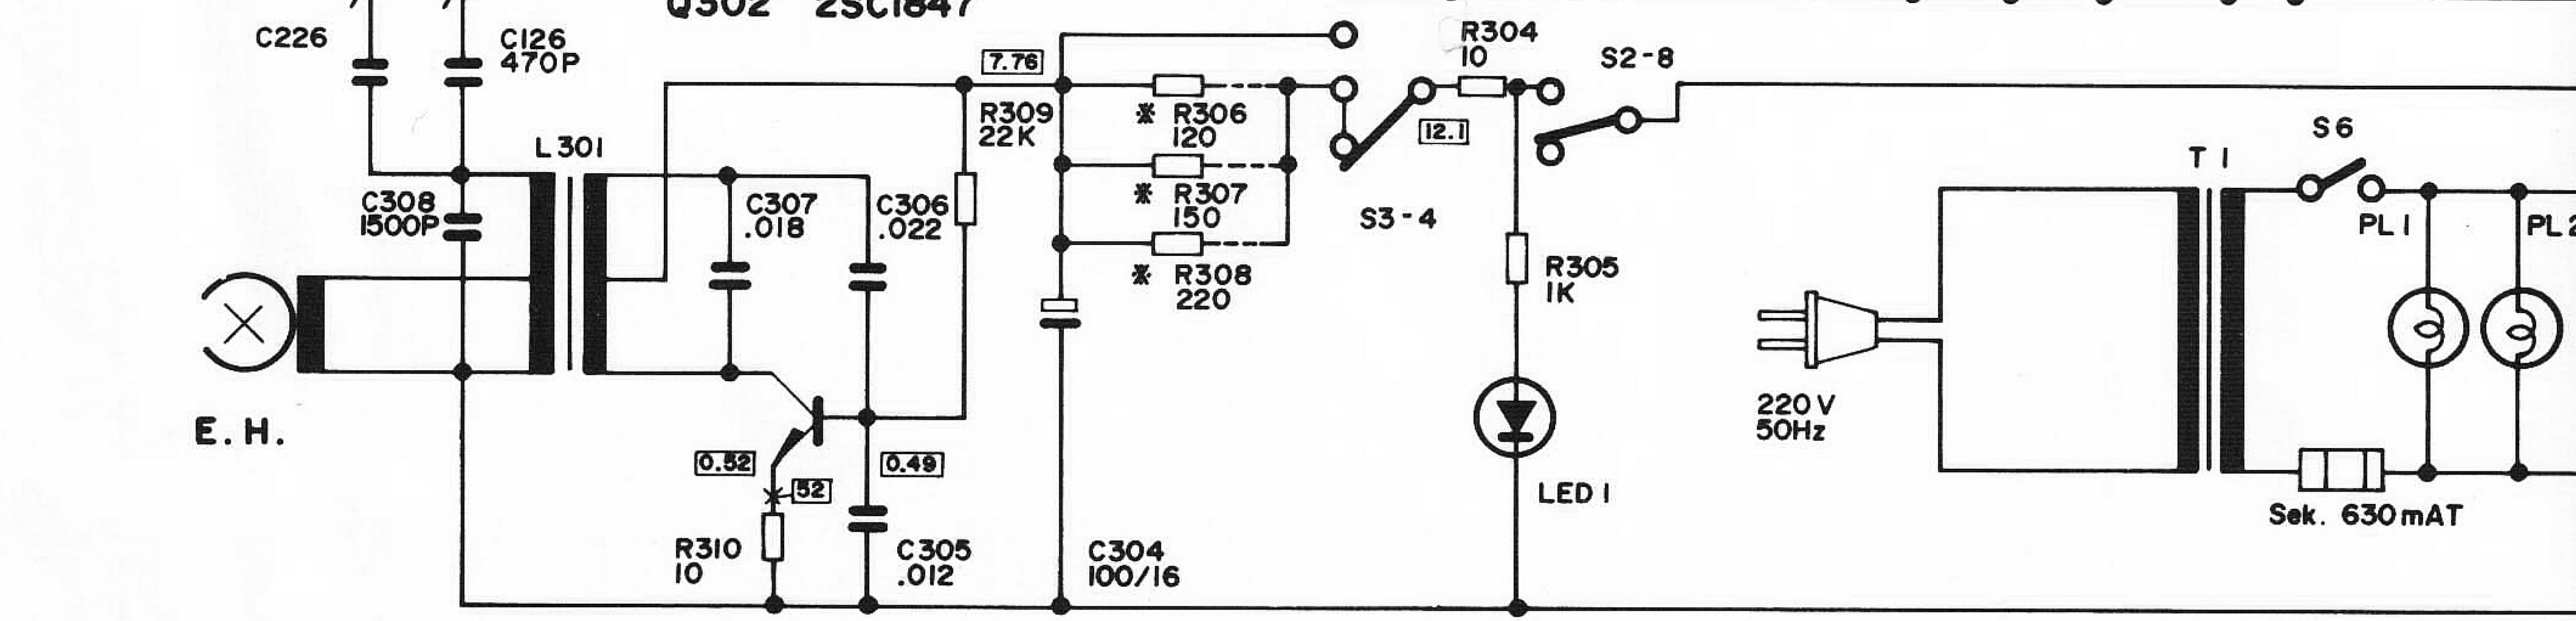 Q302 2SC1847
C226
C126
470P
7.76
R304
10
S2-8
R309
22K
※ R306
120
12.1
S6
L301
T1
C308
1500P
C307
.018
C306
.022
※ R307
150
S3-4
PL1
PL2
※ R308
220
R305
1K
E.H.
220V
50Hz
0.52
0.49
52
LED1
Sek. 630mAT
R310
10
C305
.012
C304
100/16